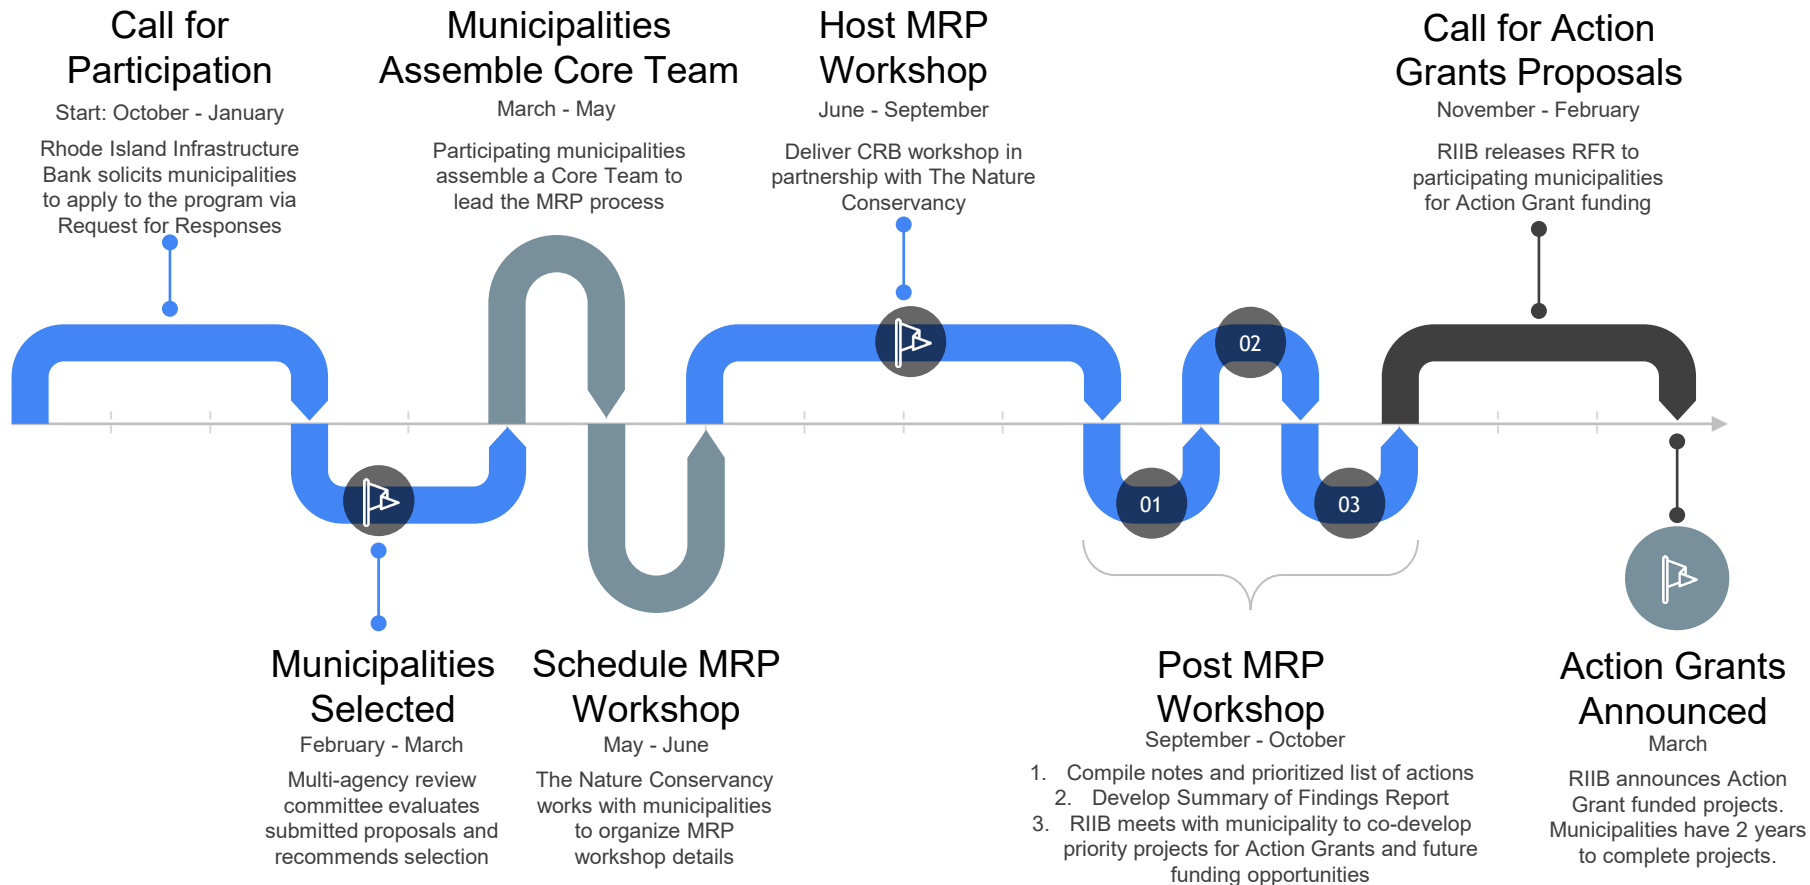 Call for
Participation
Start: October - January
Rhode Island Infrastructure
Bank solicits municipalities
to apply to the program via
Request for Responses
Municipalities
Assemble Core Team
March - May
Participating municipalities
assemble a Core Team to
lead the MRP process
Host MRP
Workshop
June - September
Deliver CRB workshop in
partnership with The Nature
Conservancy
Call for Action
Grants Proposals
November - February
RIIB releases RFR to
participating municipalities
for Action Grant funding
02
01
03
Municipalities
Selected
February - March
Multi-agency review
committee evaluates
submitted proposals and
recommends selection
Schedule MRP
Workshop
May - June
The Nature Conservancy
works with municipalities
to organize MRP
workshop details
Post MRP
Workshop
September - October
1. Compile notes and prioritized list of actions
2. Develop Summary of Findings Report
3. RIIB meets with municipality to co-develop
priority projects for Action Grants and future
funding opportunities
Action Grants
Announced
March
RIIB announces Action
Grant funded projects.
Municipalities have 2 years
to complete projects.